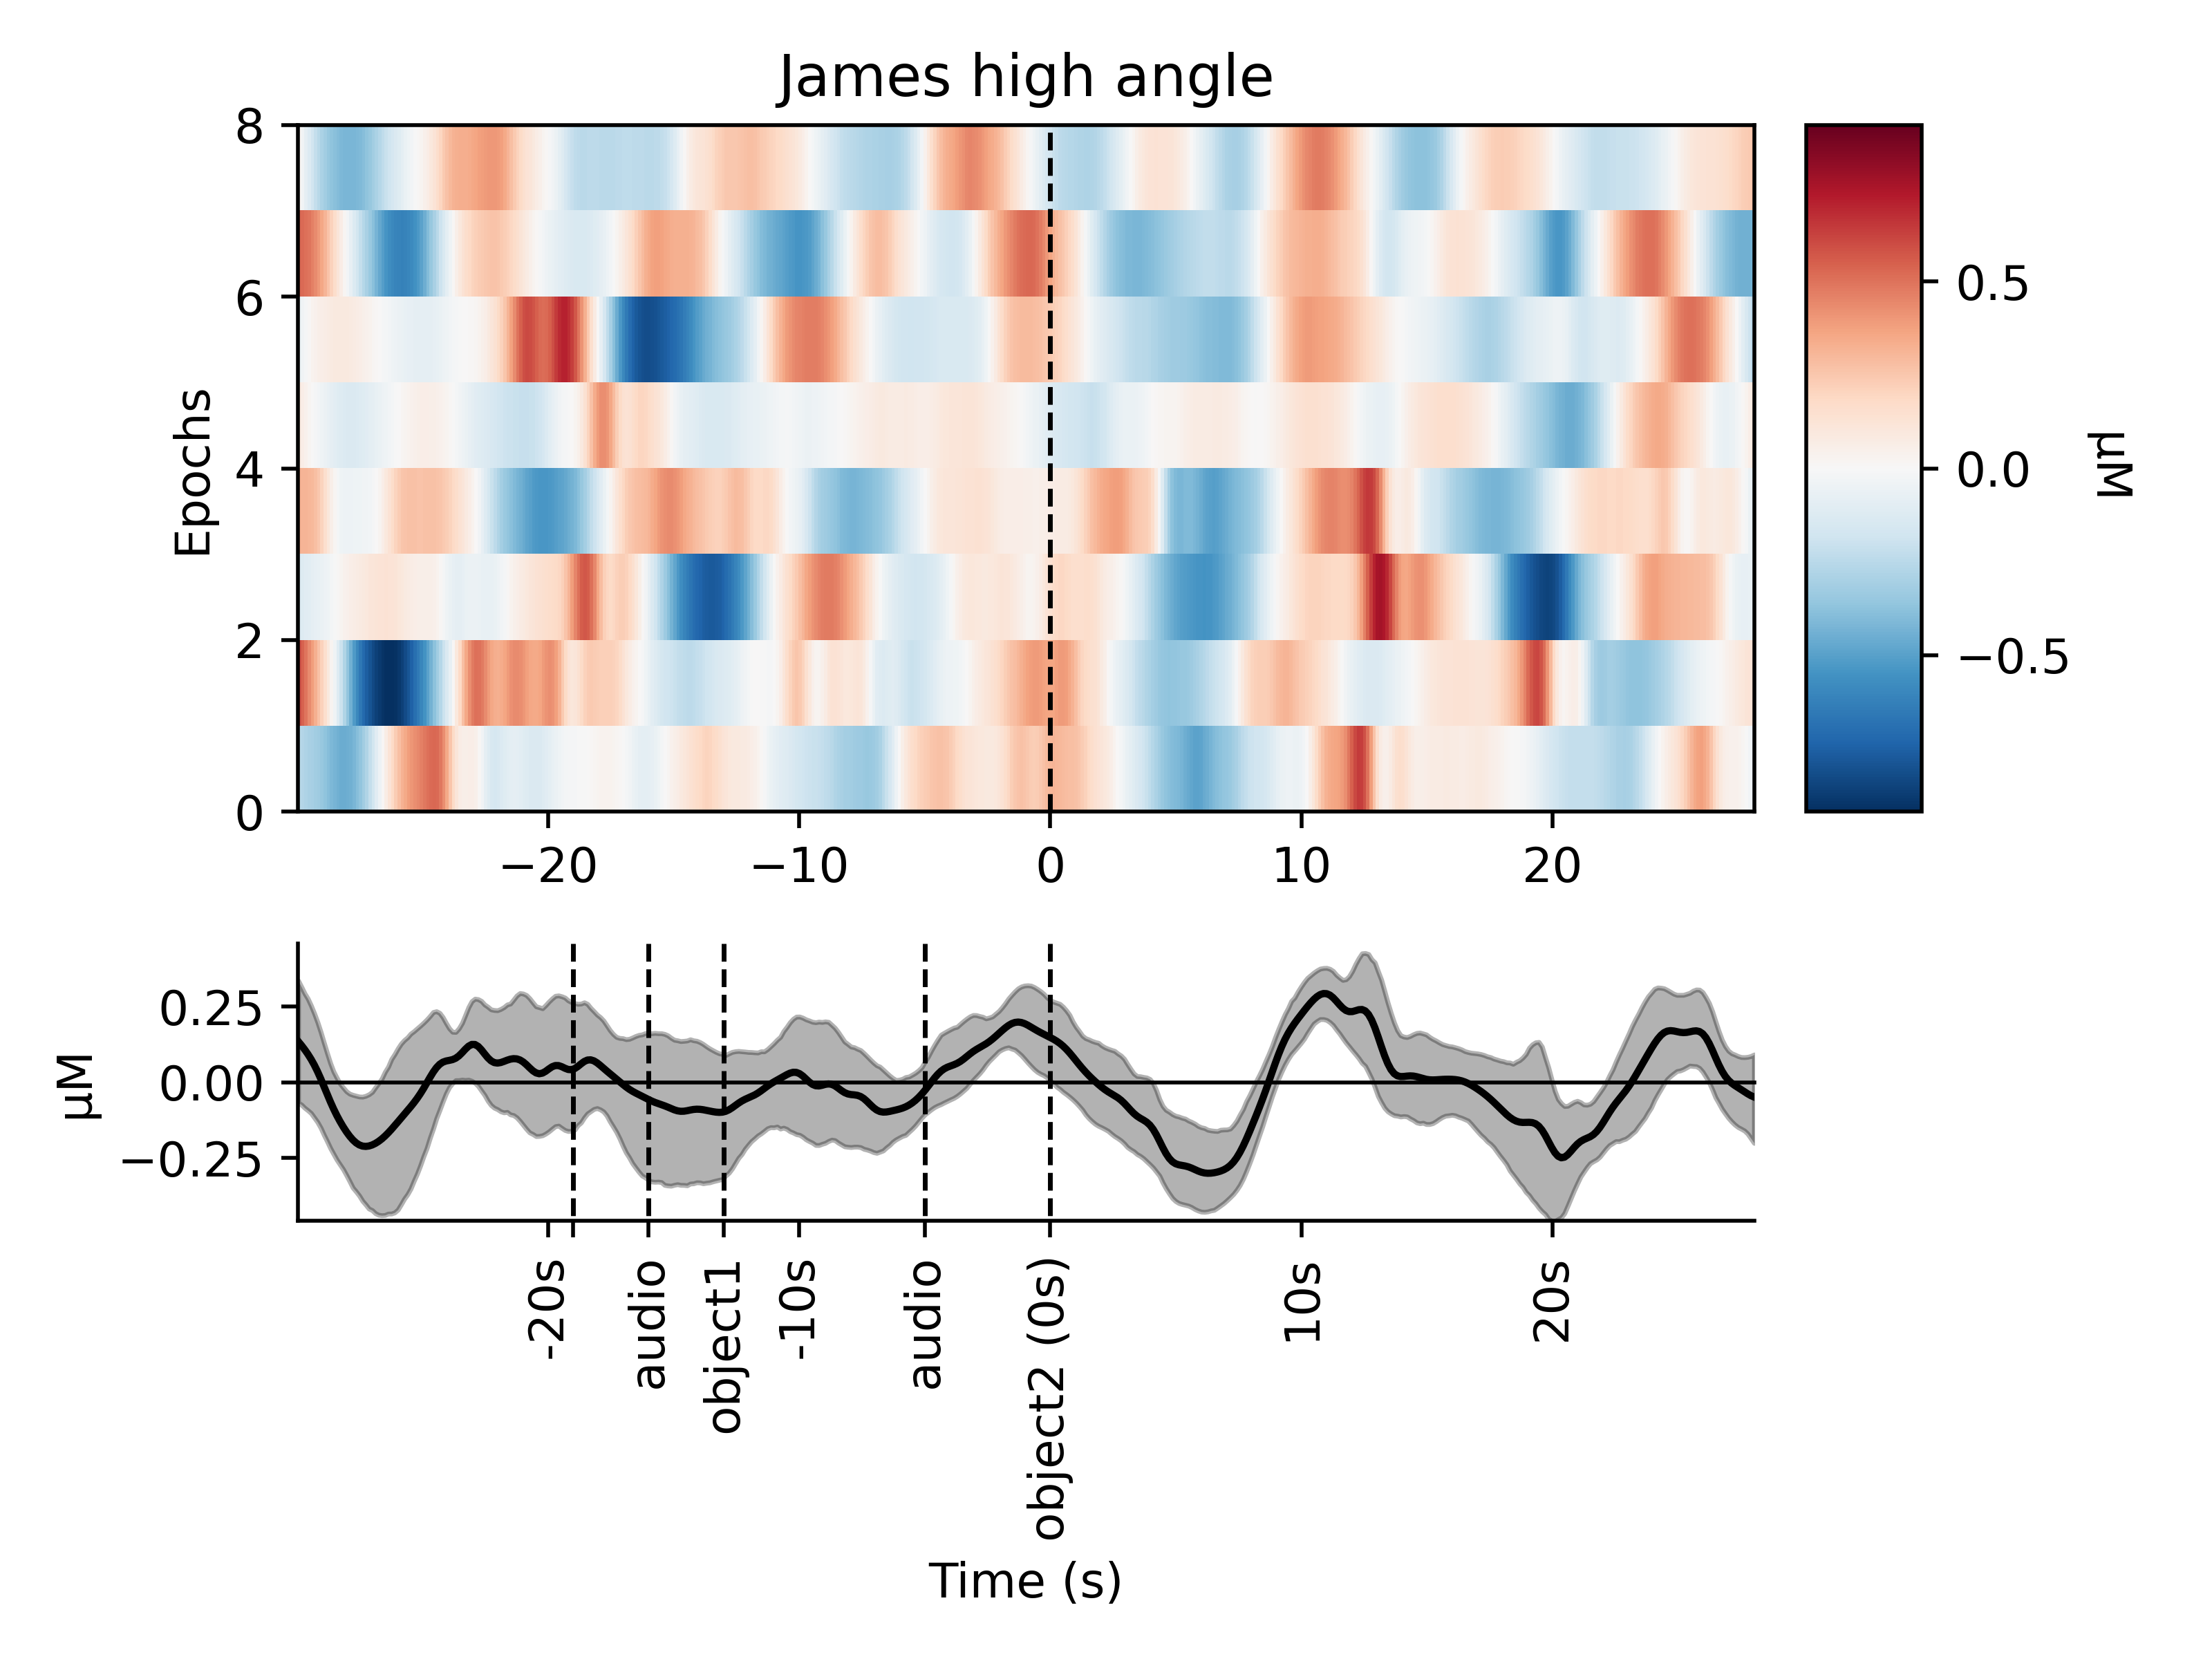 James high angle
8
6
4
2
0
Epochs
−20
−10
0
10
20
0.5
0.0
−0.5
µM
0.25
0.00
−0.25
µM
-20s
audio
object1
-10s
audio
object2 (0s)
10s
20s
Time (s)